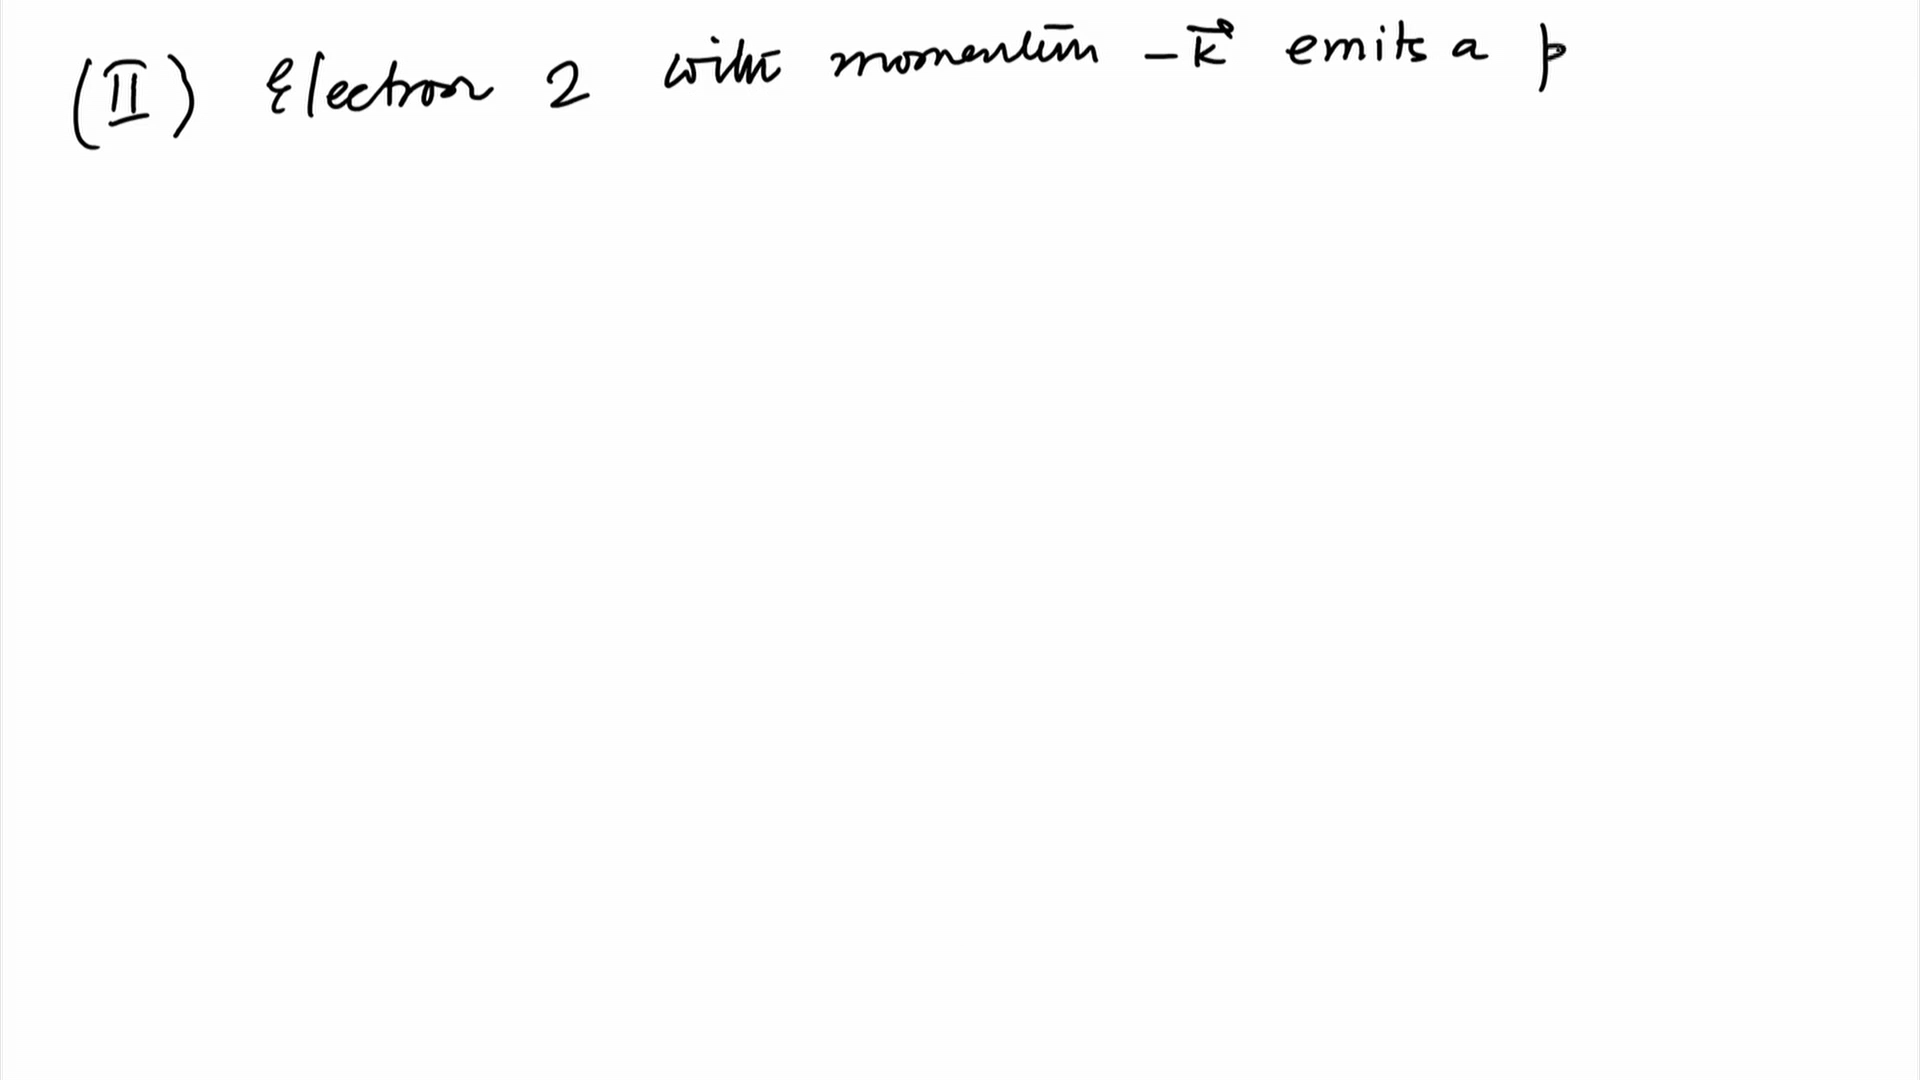 (II) Electron 2 with momentum -k⃗ emits a p